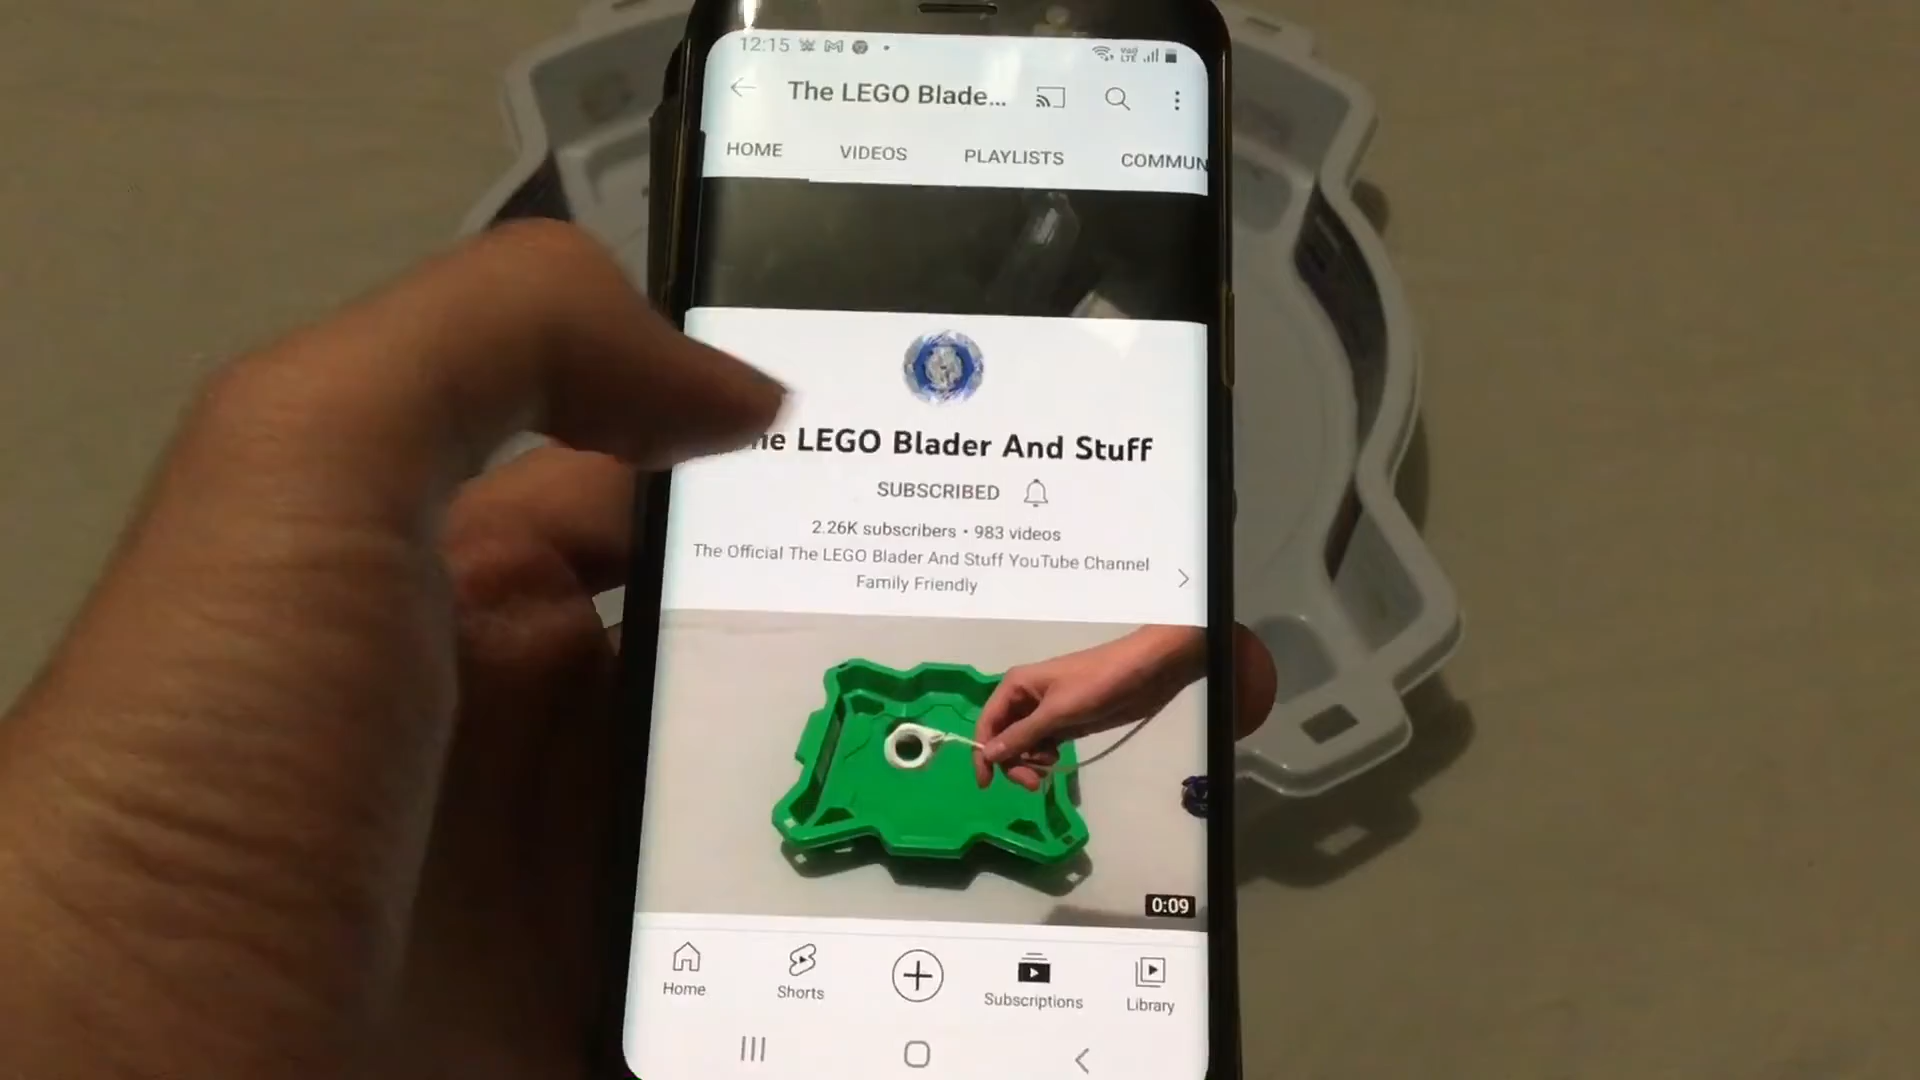 12:15
The LEGO Blade...
HOME VIDEOS PLAYLISTS COMMUN
he LEGO Blader And Stuff
SUBSCRIBED
2.26K subscribers • 983 videos
The Official The LEGO Blader And Stuff YouTube Channel
Family Friendly
0:09
Home Shorts Subscriptions Library